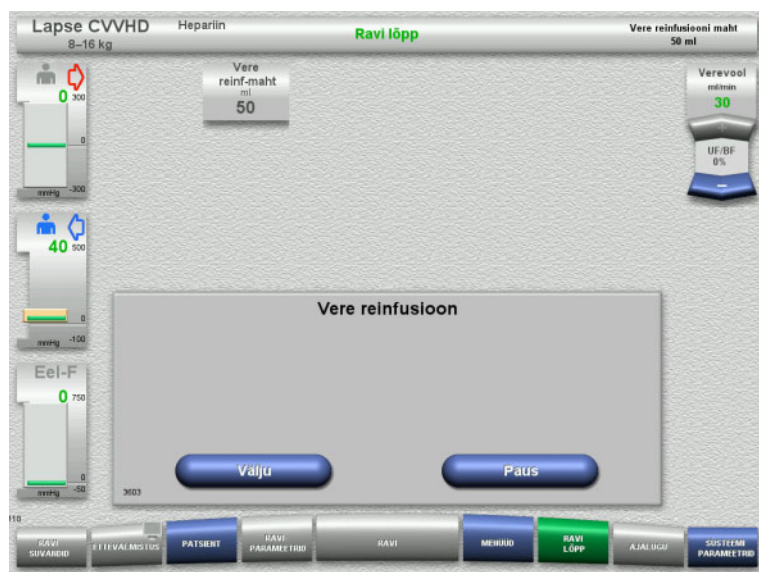 Lapse CVVHD
8–16 kg
Hepariin
Ravi lõpp
Vere reinfusiooni maht
50 ml
0
300
0
-300
mmHg
Vere
reinf-maht
ml
50
Verevool
ml/min
30
+
UF/BF
0%
–
40
500
0
-100
mmHg
Eel-F
0
750
0
-50
mmHg
Vere reinfusioon
Välju
Paus
3603
RAVI
SUVANDID
ETTEVALMISTUS
PATSIENT
RAVI
PARAMEETRID
RAVI
MENÜÜD
RAVI
LÕPP
AJALUGU
SÜSTEEMI
PARAMEETRID